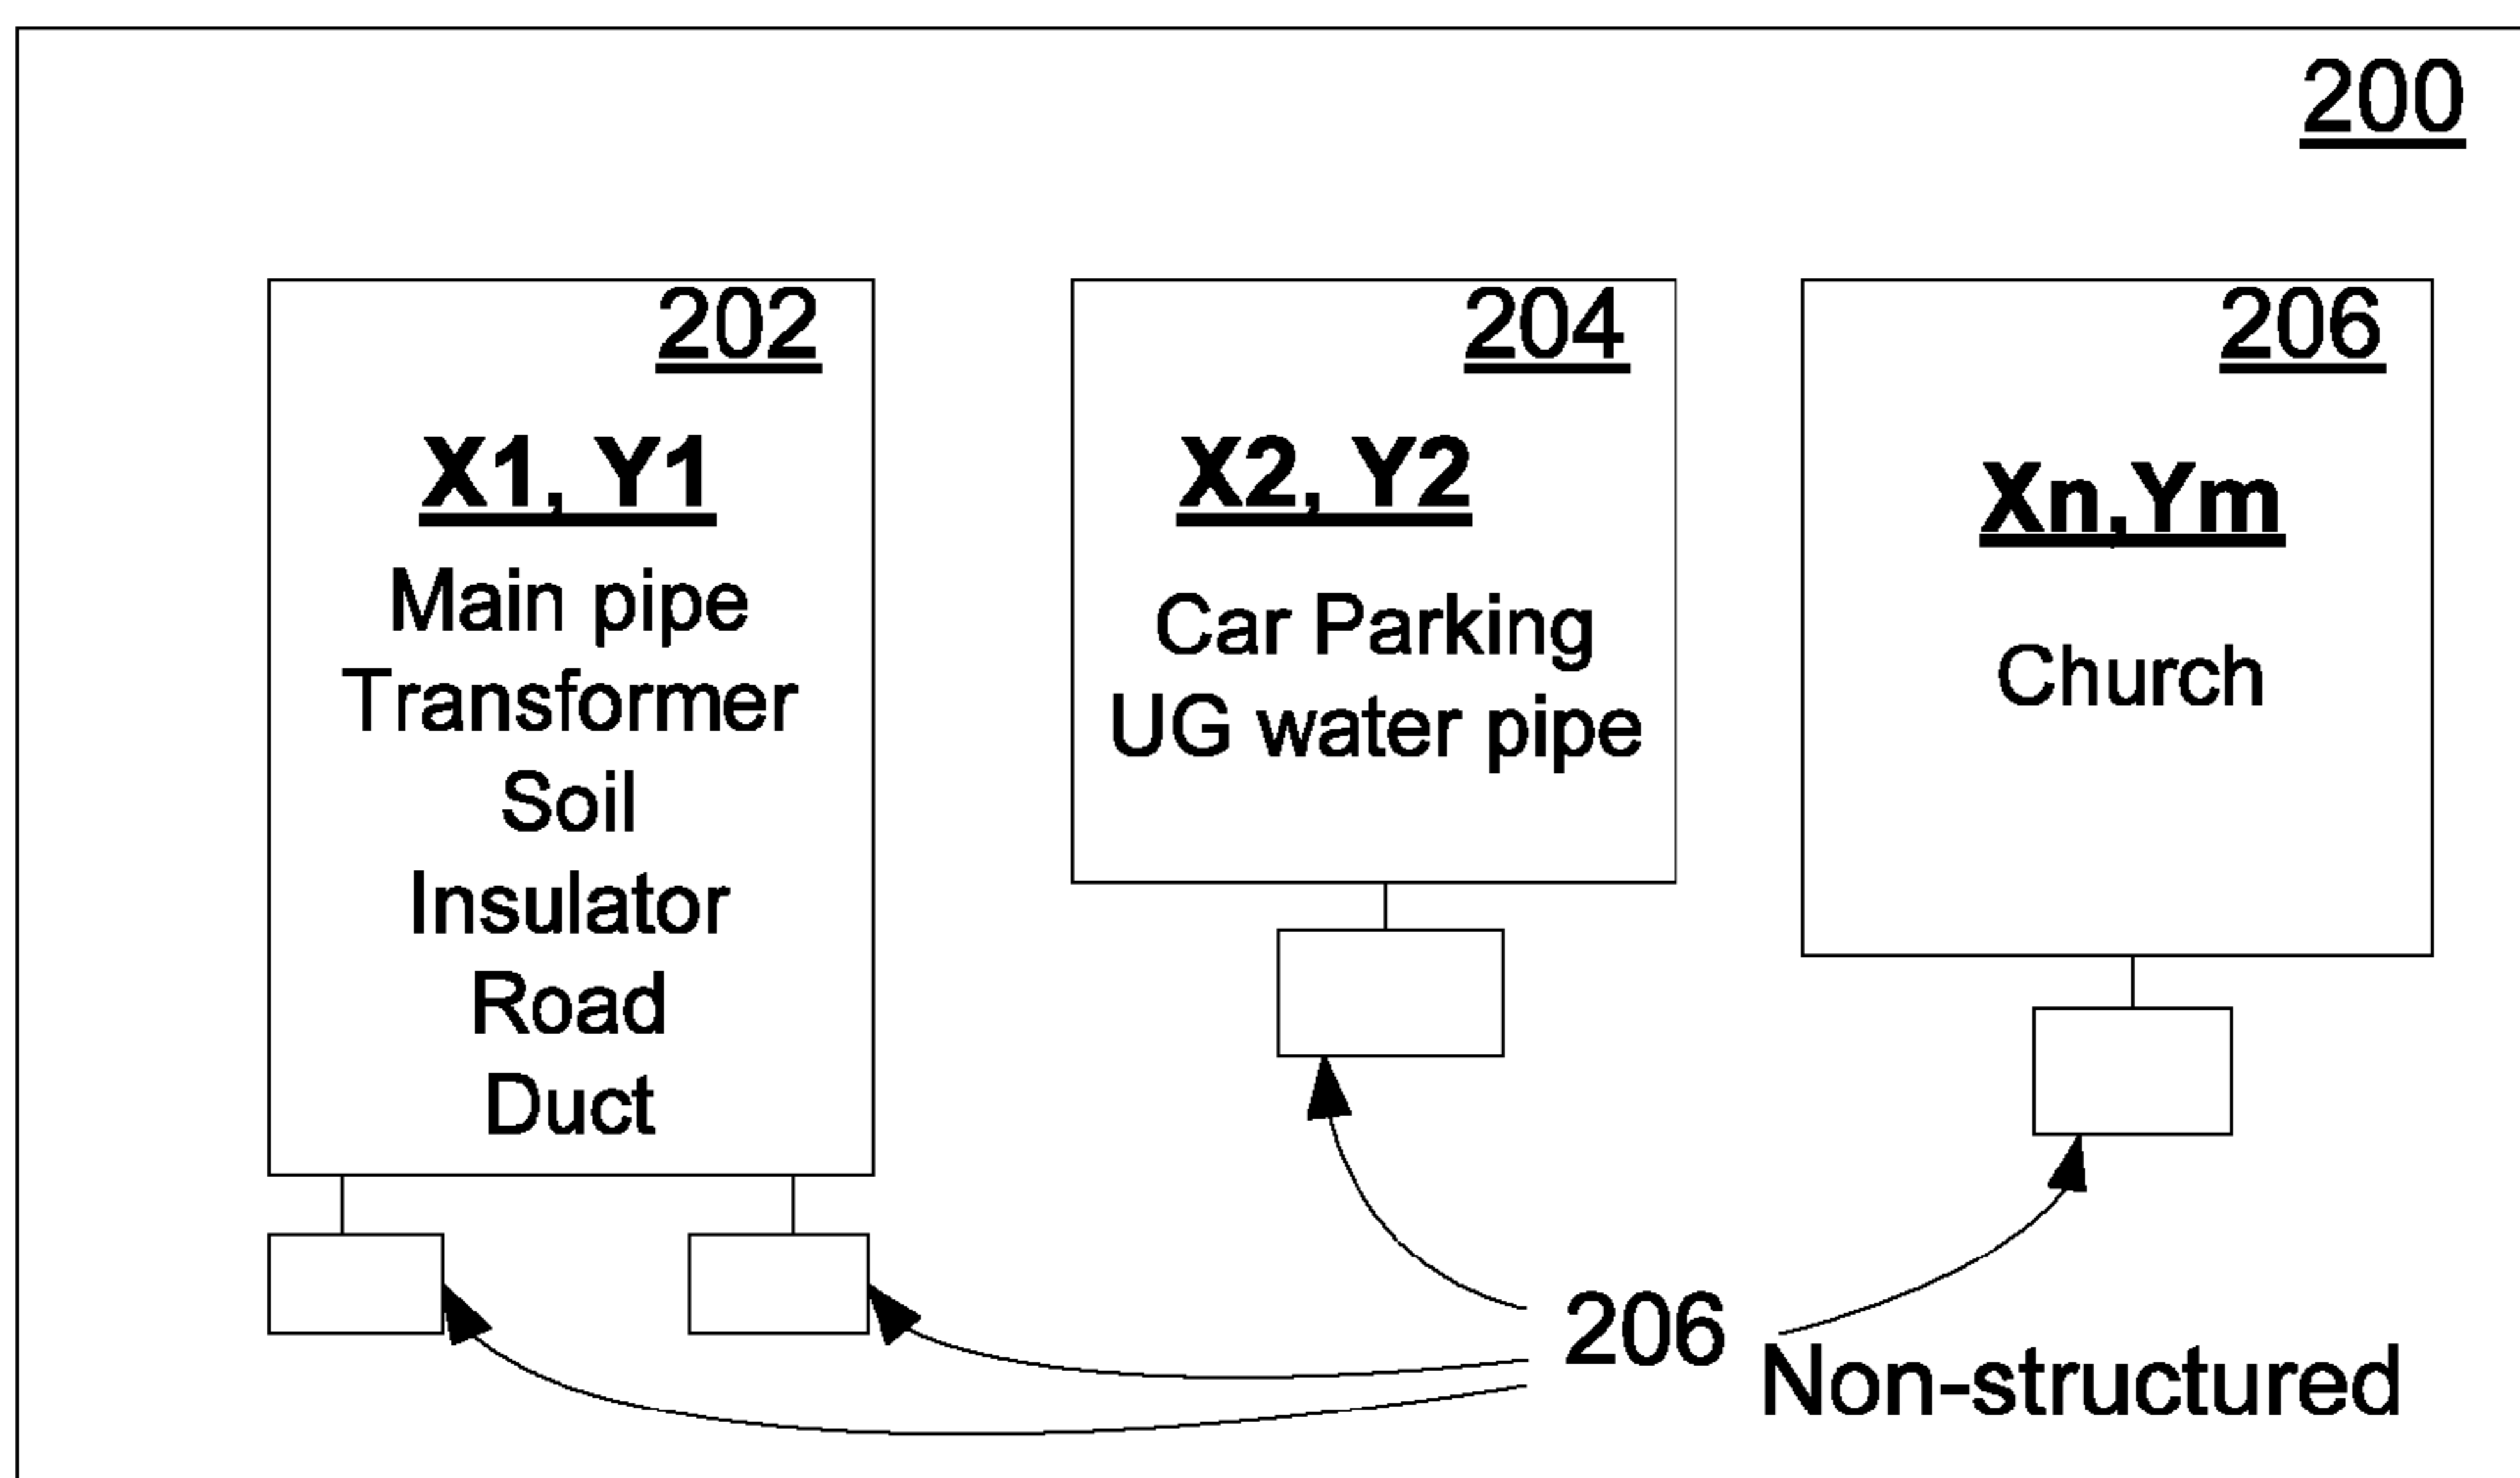 200
202
X1, Y1
Main pipe
Transformer
Soil
Insulator
Road
Duct
204
X2, Y2
Car Parking
UG water pipe
206
Xn,Ym
Church
206
Non-structured